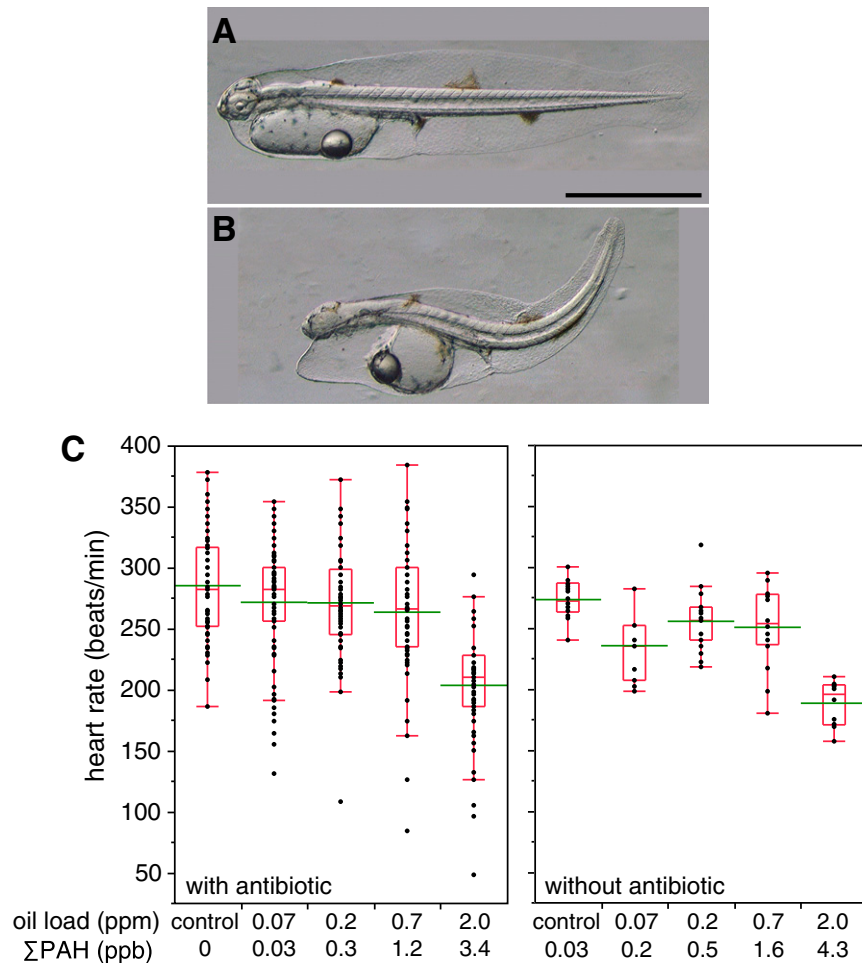 A
B
C
heart rate (beats/min)
400
350
300
250
200
150
100
50
with antibiotic
without antibiotic
oil load (ppm) control 0.07 0.2 0.7 2.0 control 0.07 0.2 0.7 2.0
ΣPAH (ppb) 0 0.03 0.3 1.2 3.4 0.03 0.2 0.5 1.6 4.3